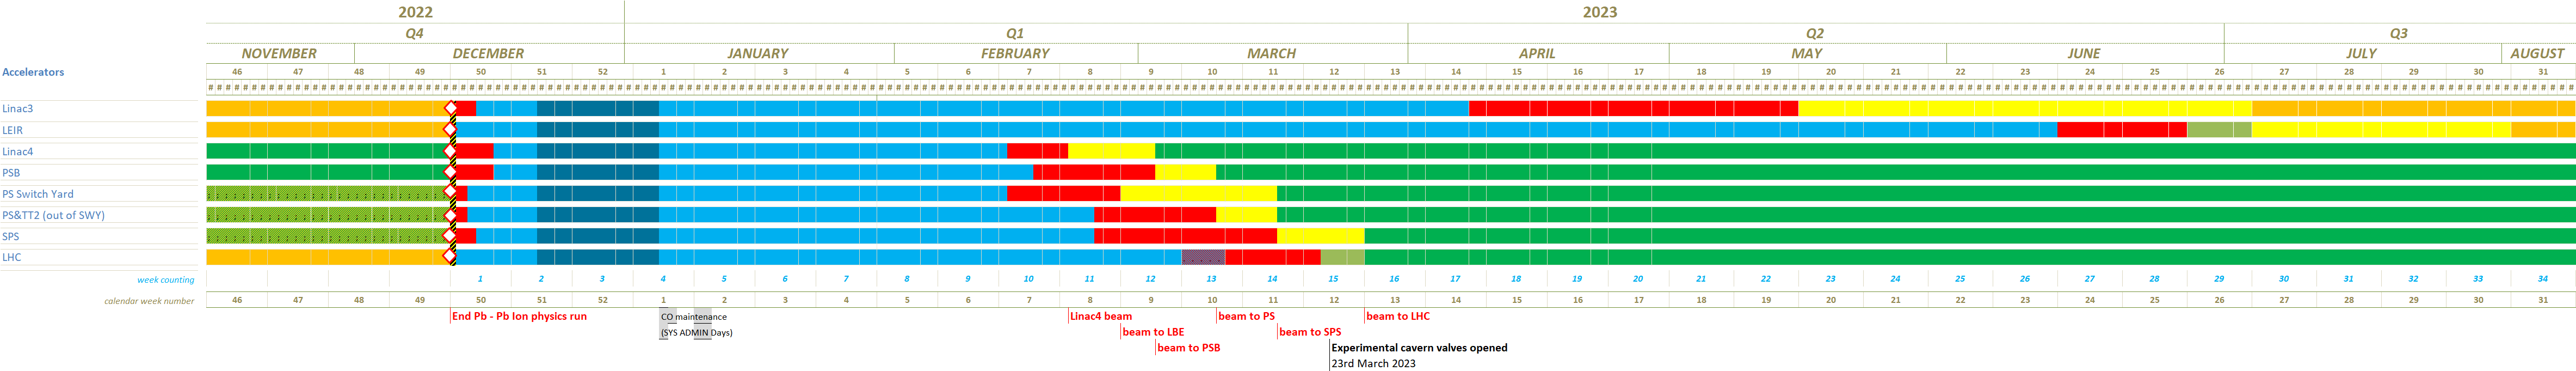 2022 2023
Q4 Q1 Q2 Q3
NOVEMBER DECEMBER JANUARY FEBRUARY MARCH APRIL MAY JUNE JULY AUGUST
Accelerators 46 47 48 49 50 51 52 1 2 3 4 5 6 7 8 9 10 11 12 13 14 15 16 17 18 19 20 21 22 23 24 25 26 27 28 29 30 31
Linac3
LEIR
Linac4
PSB
PS Switch Yard
PS&TT2 (out of SWY)
SPS
LHC
week counting 1 2 3 4 5 6 7 8 9 10 11 12 13 14 15 16 17 18 19 20 21 22 23 24 25 26 27 28 29 30 31 32 33 34
calendar week number 46 47 48 49 50 51 52 1 2 3 4 5 6 7 8 9 10 11 12 13 14 15 16 17 18 19 20 21 22 23 24 25 26 27 28 29 30 31
End Pb - Pb Ion physics run CO maintenance Linac4 beam beam to PS beam to LHC
(SYS ADMIN Days) beam to LBE beam to SPS
beam to PSB Experimental cavern valves opened
23rd March 2023